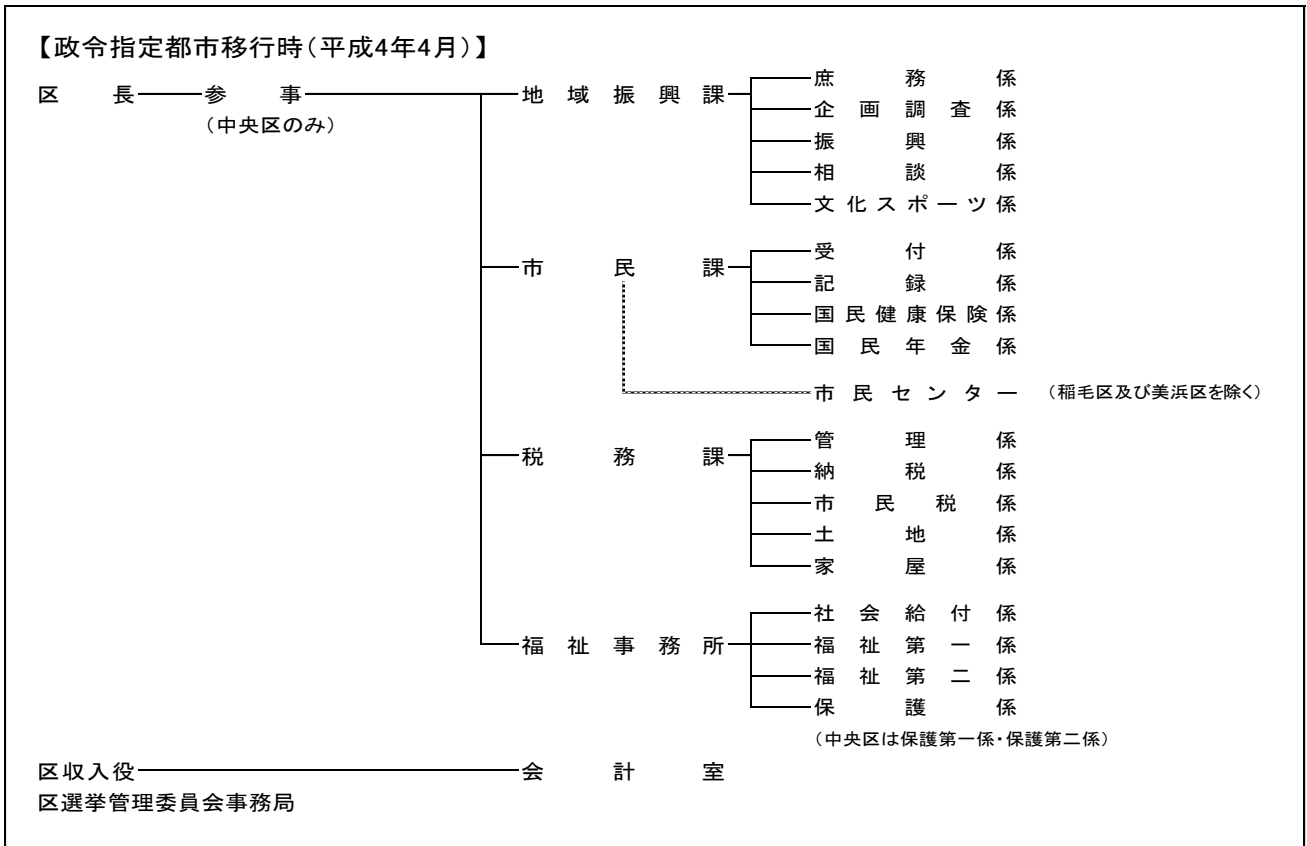 【政令指定都市移行時(平成4年4月)】
庶務係
区長 参事 地域振興課
企画調査係
(中央区のみ)
振興係
相談係
文化スポーツ係
受付係
市民課
記録係
国民健康保険係
国民年金係
市民センター (稲毛区及び美浜区を除く)
管理係
税務課
納税係
市民税係
土地係
家屋係
社会給付係
福祉事務所
福祉第一係
福祉第二係
保護係
(中央区は保護第一係・保護第二係)
区収入役 会計室
区選挙管理委員会事務局